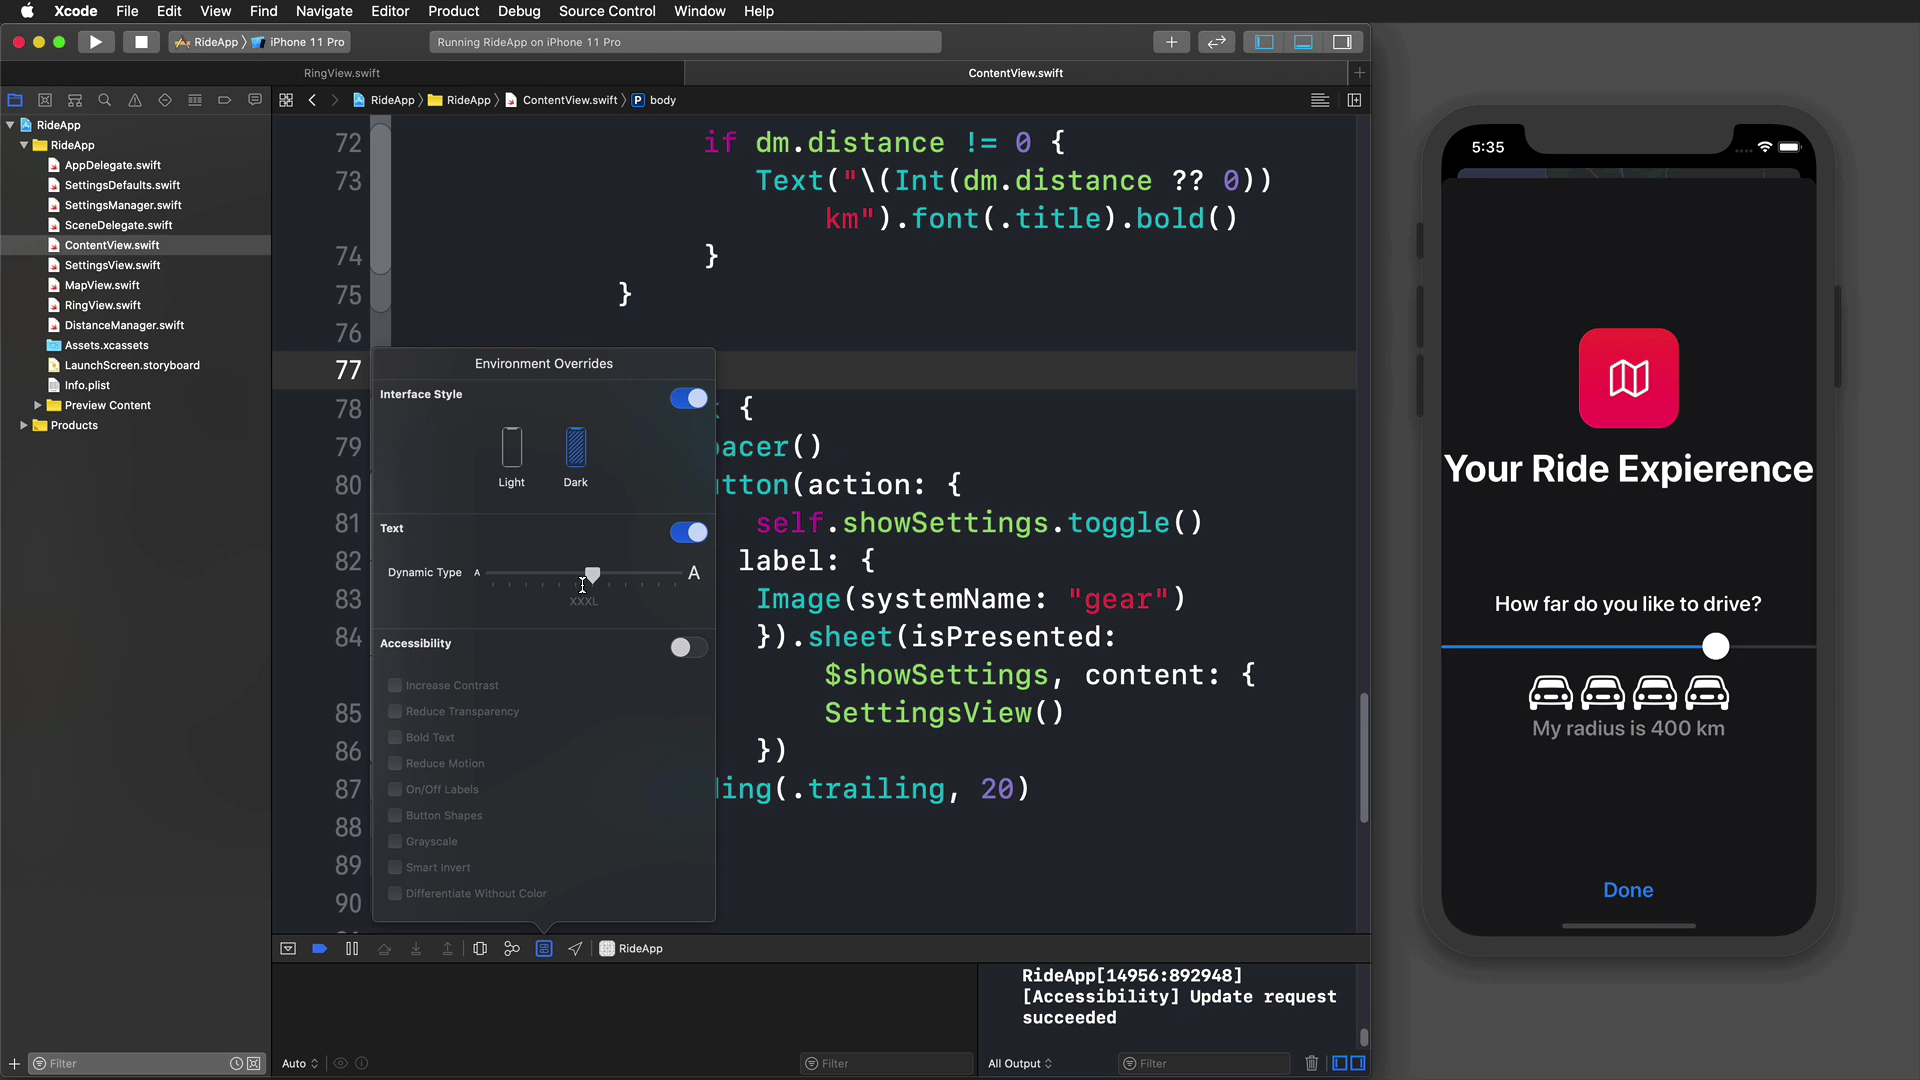 Xcode File Edit View Find Navigate Editor Product Debug Source Control Window Help
RideApp iPhone 11 Pro
Running RideApp on iPhone 11 Pro
RingView.swift
ContentView.swift
RideApp RideApp ContentView.swift P body
RideApp
RideApp
AppDelegate.swift
SettingsDefaults.swift
SettingsManager.swift
SceneDelegate.swift
ContentView.swift
SettingsView.swift
MapView.swift
RingView.swift
DistanceManager.swift
Assets.xcassets
LaunchScreen.storyboard
Info.plist
Preview Content
Products
72 if dm.distance != 0 {
73 Text("\(Int(dm.distance ?? 0))
km").font(.title).bold()
74 }
75 }
76
77
78 {
79 pacer()
80 utton(action: {
81 self.showSettings.toggle()
82 label: {
83 Image(systemName: "gear")
84 }).sheet(isPresented:
$showSettings, content: {
85 SettingsView()
86 })
87 ding(.trailing, 20)
88
89
90
Environment Overrides
Interface Style
Light
Dark
Text
Dynamic Type A A
XXXL
Accessibility
Increase Contrast
Reduce Transparency
Bold Text
Reduce Motion
On/Off Labels
Button Shapes
Grayscale
Smart Invert
Differentiate Without Color
RideApp
RideApp[14956:892948]
[Accessibility] Update request
succeeded
Filter
Auto
Filter
All Output
Filter
5:35
Your Ride Expierence
How far do you like to drive?
My radius is 400 km
Done